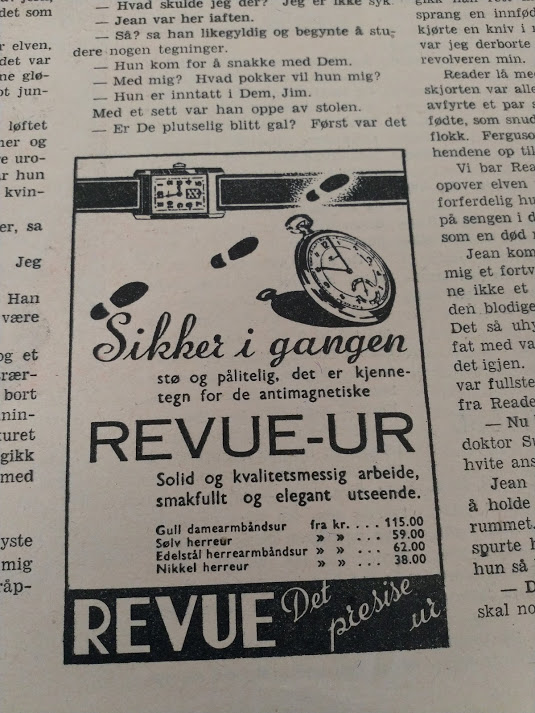 — Hvad skulde jeg der? Jeg er ikke syk.
— Jean var her iaften.
— Så? sa han likegyldig og begynte å stu-
dere nogen tegninger.
— Hun kom for å snakke med Dem.
— Med mig? Hvad pokker vil hun mig?
— Hun er inntatt i Dem, Jim.
Med et sett var han oppe av stolen.
— Er De plutselig blitt gal? Først var det
Sikker i gangen
stø og pålitelig, det er kjenne-
tegn for de antimagnetiske
REVUE-UR
Solid og kvalitetsmessig arbeide,
smakfullt og elegant utseende.
Gull damearmbåndsur fra kr. ... 115.00
Sølv herreur » » ... 59.00
Edelstål herrearmbåndsur » » ... 62.00
Nikkel herreur » » ... 38.00
REVUE Det presise ur
det som
r elven,
det var
ne glø-
ot jun-
løftet
ner og
re uro-
ar hun
kvin-
er, sa
Jeg
Han
være
og et
rær-
bort
nin-
turet
gikk
med
yste
mig
råp-
sprang en innfød
kjørte en kniv i
var jeg derborte
revolveren min.
Reader lå me
skjorten var alle
avfyrte et par s
fødte, som snud
flokk. Ferguso
hendene op til
Vi bar Rea
opover elven
forferdelig hu
på sengen i d
som en død
Jean kom
mig et fortv
ne ikke et
den blodige
Det så uhy
fat med va
det igjen.
var fullste
fra Reade
— Nu
doktor Su
hvite ans
Jean
å holde
rummet.
spurte h
hun så
— D
skal no